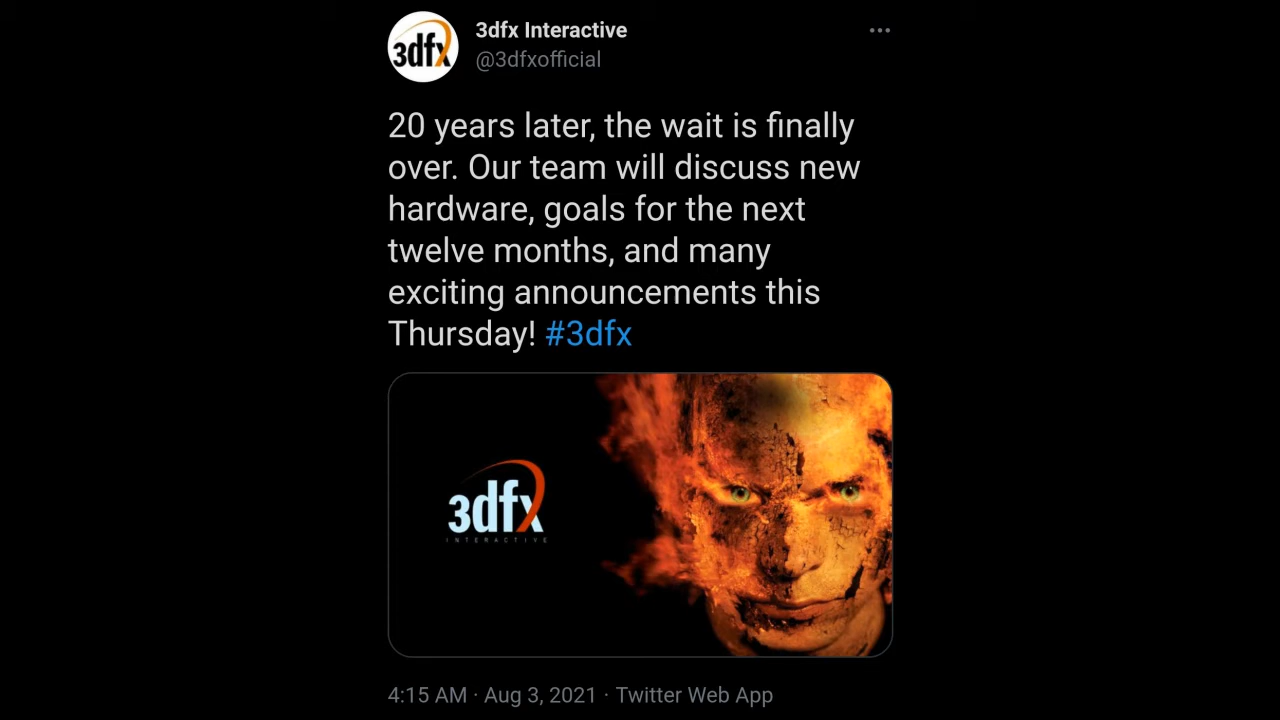 3dfx
3dfx Interactive
@3dfxofficial
20 years later, the wait is finally
over. Our team will discuss new
hardware, goals for the next
twelve months, and many
exciting announcements this
Thursday! #3dfx
3dfx
INTERACTIVE
4:15 AM · Aug 3, 2021 · Twitter Web App